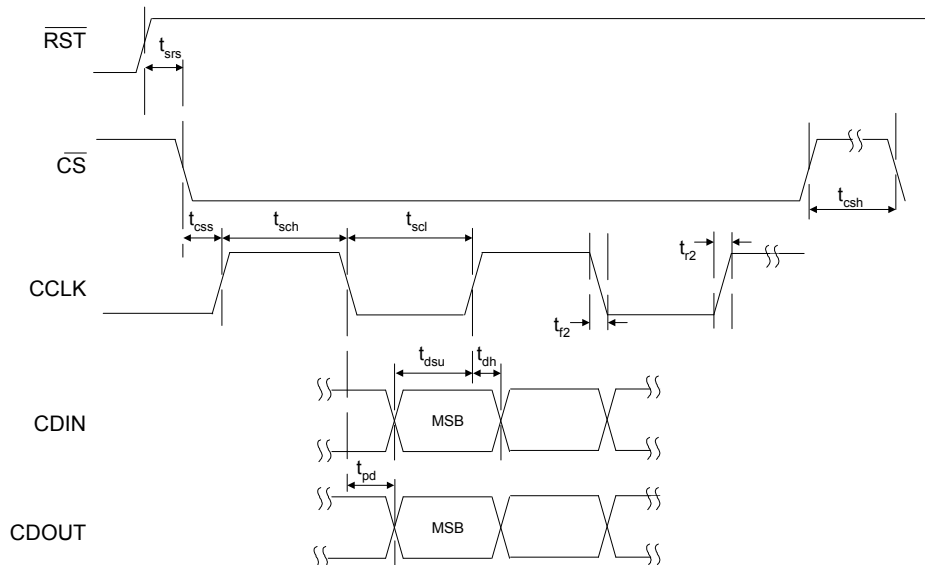 RST
t_srs
CS
t_csh
t_css
t_sch
t_scl
t_r2
CCLK
t_f2
t_dsu
t_dh
CDIN
MSB
t_pd
CDOUT
MSB